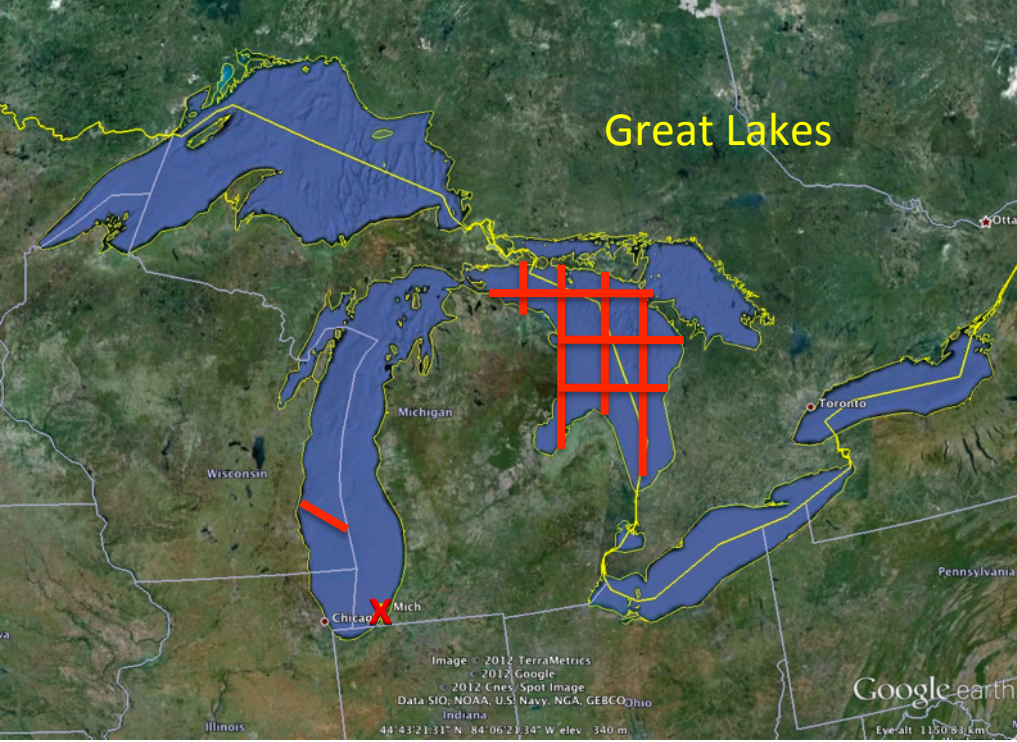 Great Lakes
Otta
Michigan
Toronto
Wisconsin
Pennsylvania
X
Mich
Chicag
va
Image © 2012 TerraMetrics
© 2012 Google
© 2012 Cnes/Spot Image
Data SIO, NOAA, U.S. Navy, NGA, GEBCO
Ohio
Google earth
Indiana
Illinois
44°43'21.31" N 84°06'21.34" W elev 340 m
Eye alt 1150.83 km